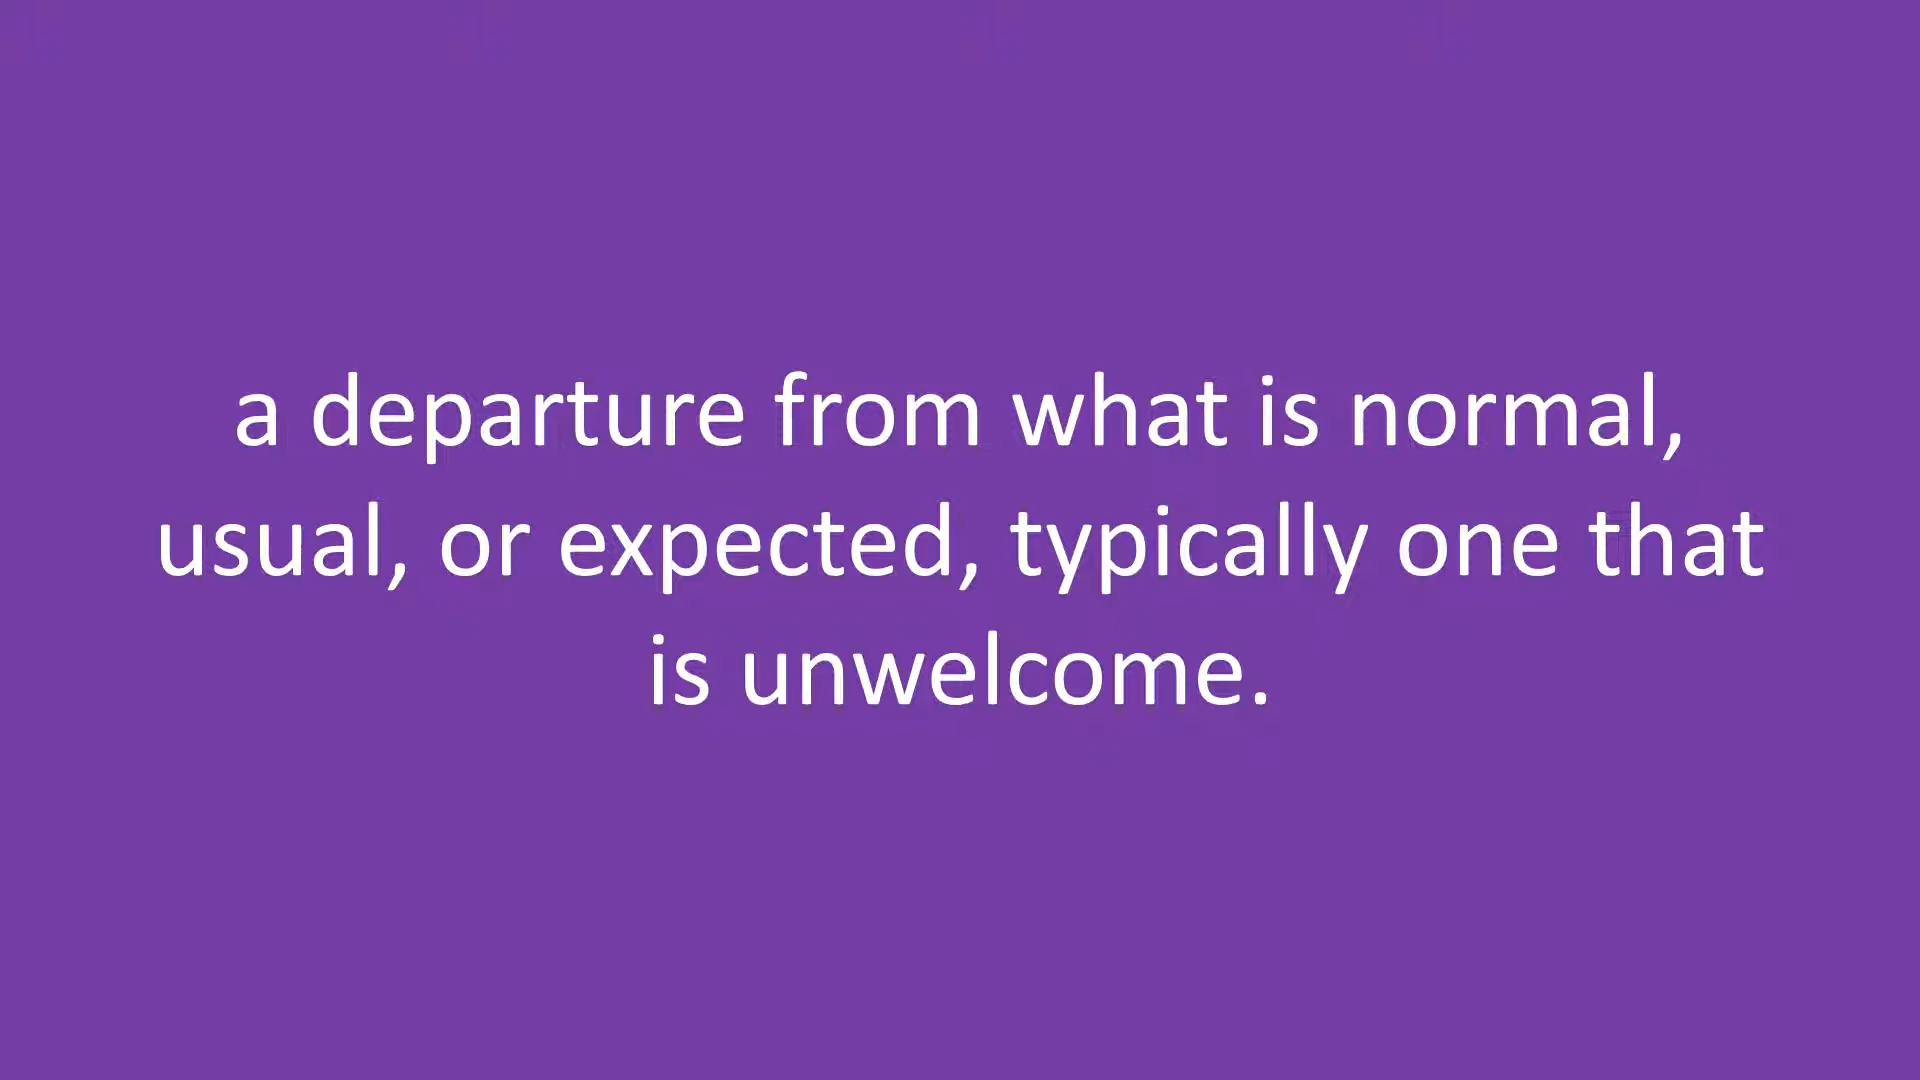 a departure from what is normal,
usual, or expected, typically one that
is unwelcome.